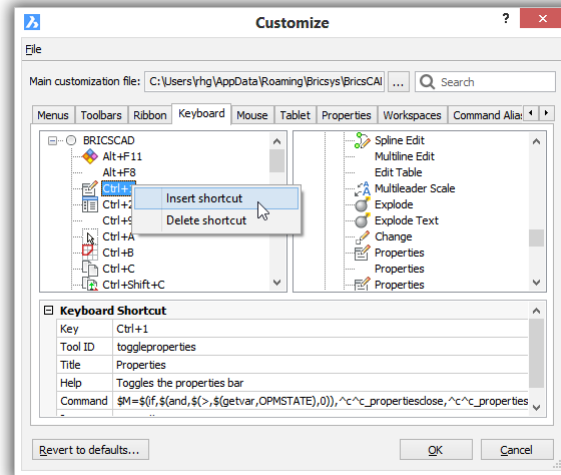 Customize
?
File
Main customization file: C:\Users\rhg\AppData\Roaming\Bricsys\BricsCAI ... Search
Menus Toolbars Ribbon Keyboard Mouse Tablet Properties Workspaces Command Alias
BRICSCAD
Alt+F11
Alt+F8
Ctrl+1
Ctrl+2
Ctrl+9
Ctrl+A
Ctrl+B
Ctrl+C
Ctrl+Shift+C
Insert shortcut
Delete shortcut
Spline Edit
Multiline Edit
Edit Table
Multileader Scale
Explode
Explode Text
Change
Properties
Properties
Properties
Keyboard Shortcut
Key Ctrl+1
Tool ID toggleproperties
Title Properties
Help Toggles the properties bar
Command $M=$(if,$(and,$(>,$(getvar,OPMSTATE),0)),^c^c_propertiesclose,^c^c_properties
Revert to defaults... OK Cancel